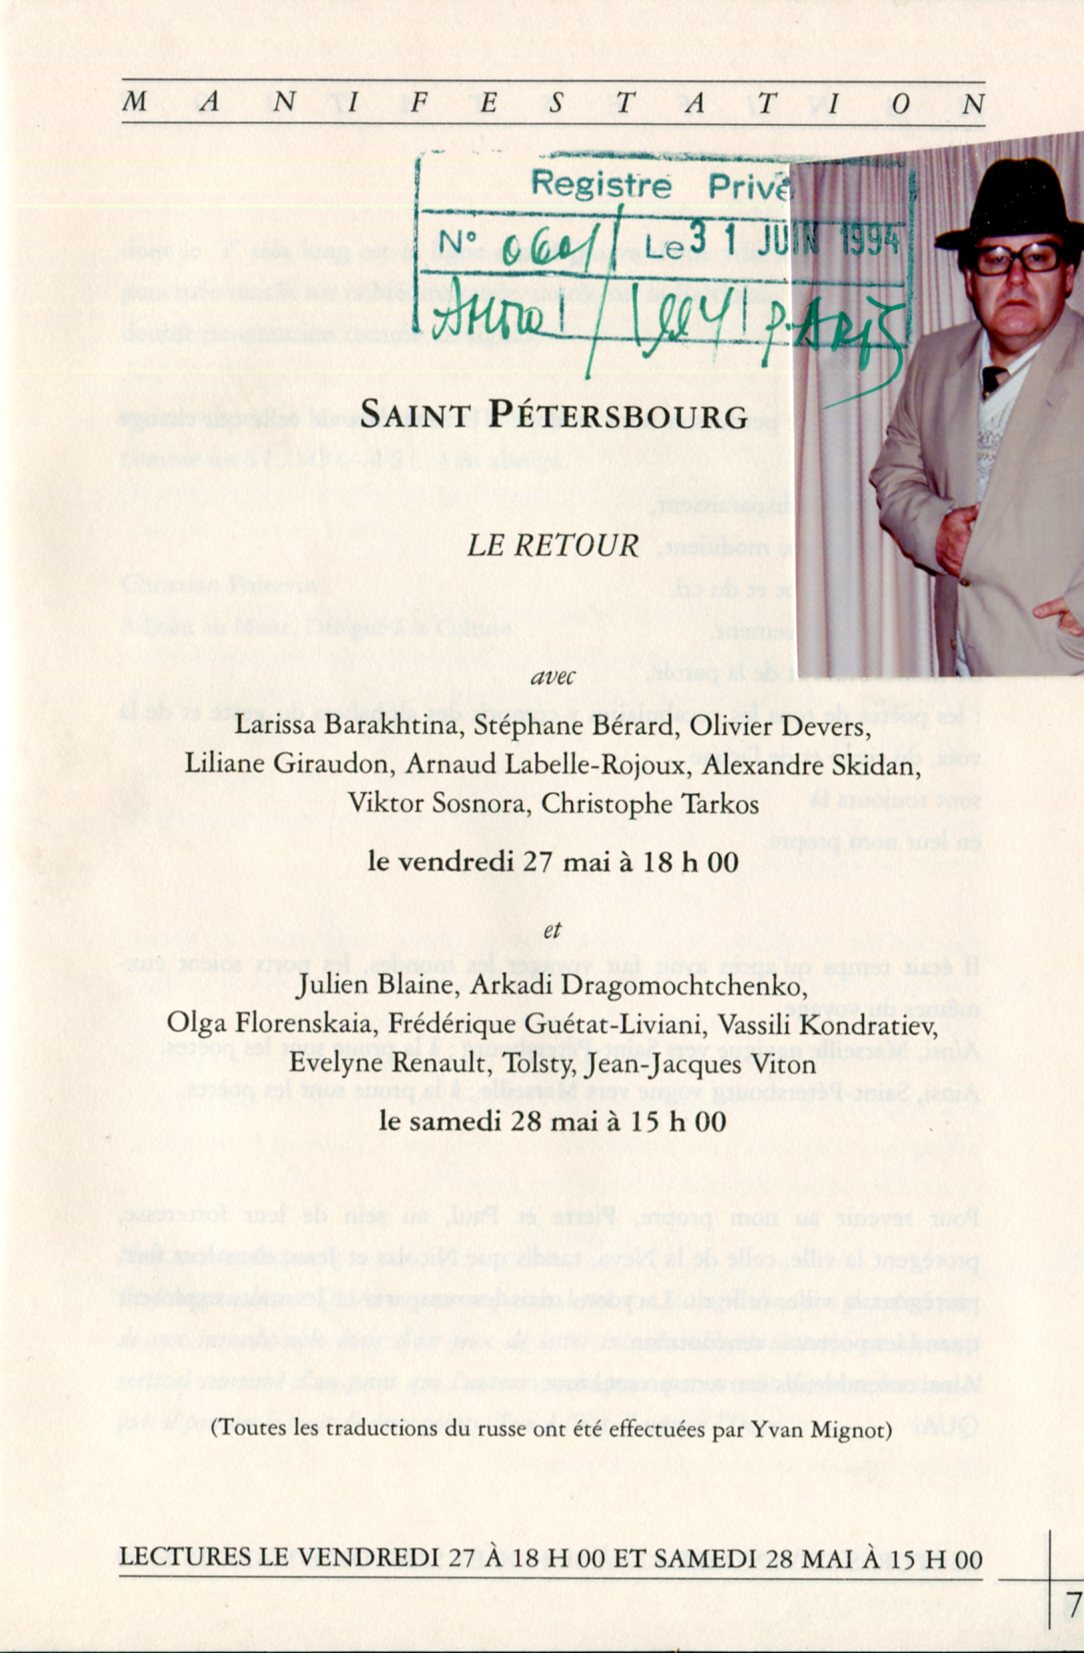 MANIFESTATION
Registre Privé
N° 0601 Le 31 JUIN 1994
SAINT PÉTERSBOURG
LE RETOUR
avec
Larissa Barakhtina, Stéphane Bérard, Olivier Devers,
Liliane Giraudon, Arnaud Labelle-Rojoux, Alexandre Skidan,
Viktor Sosnora, Christophe Tarkos
le vendredi 27 mai à 18 h 00
et
Julien Blaine, Arkadi Dragomochtchenko,
Olga Florenskaia, Frédérique Guétat-Liviani, Vassili Kondratiev,
Evelyne Renault, Tolsty, Jean-Jacques Viton
le samedi 28 mai à 15 h 00
(Toutes les traductions du russe ont été effectuées par Yvan Mignot)
LECTURES LE VENDREDI 27 À 18 H 00 ET SAMEDI 28 MAI À 15 H 00
7